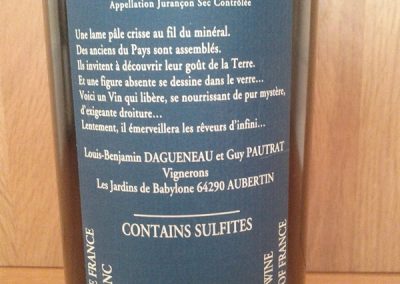 Appellation Jurançon Sec Contrôlée
Une lame pâle crisse au fil du minéral.
Des anciens du Pays sont assemblés.
Ils invitent à découvrir leur goût de la Terre.
Et une figure absente se dessine dans le verre...
Voici un Vin qui libère, se nourrissant de pur mystère,
d'exigeante droiture...
Lentement, il émerveillera les rêveurs d'infini...
Louis-Benjamin DAGUENEAU et Guy PAUTRAT
Vignerons
Les Jardins de Babylone 64290 AUBERTIN
CONTAINS SULFITES
E FRANCE
NC
WINE
OF FRANCE